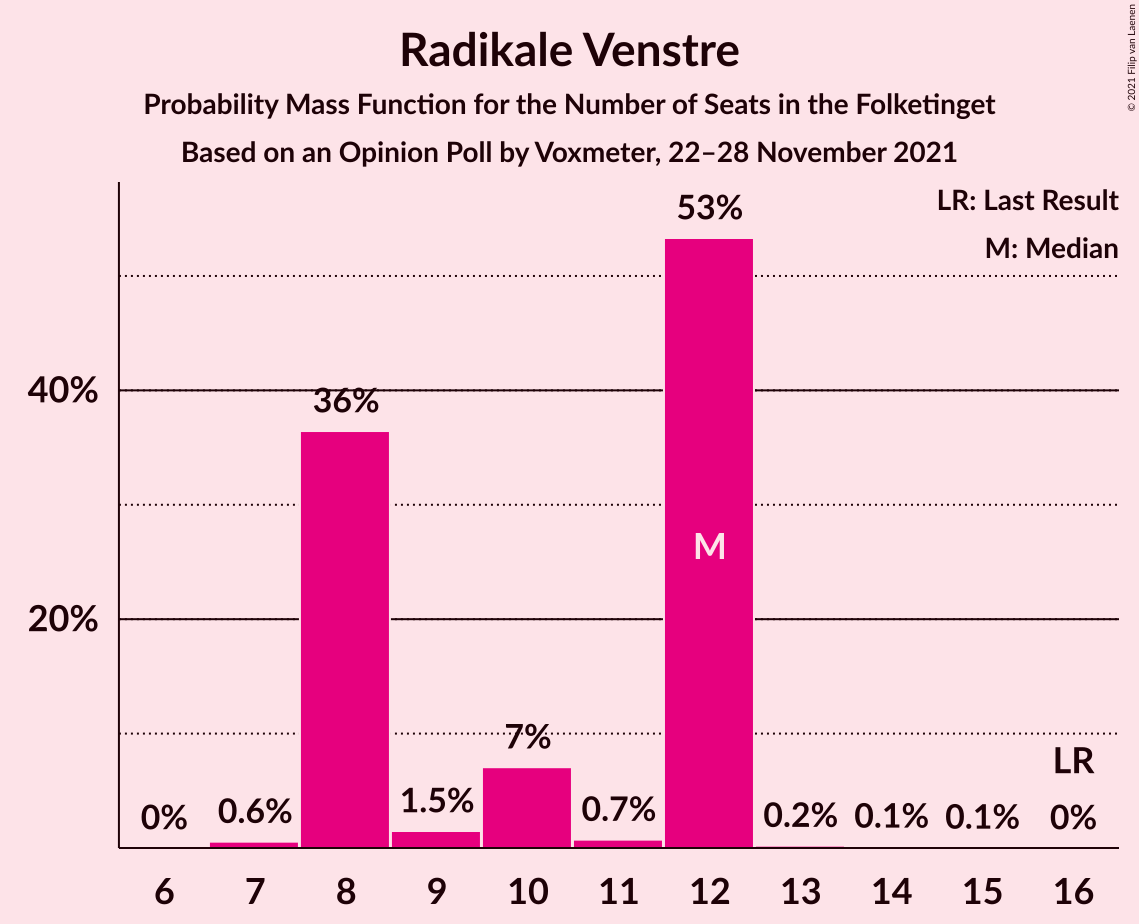 Radikale Venstre
Probability Mass Function for the Number of Seats in the Folketinget
Based on an Opinion Poll by Voxmeter, 22–28 November 2021
© 2021 Filip van Laenen
LR: Last Result
M: Median
53%
40%
36%
M
20%
7%
LR
0% 0.6% 1.5% 0.7% 0.2% 0.1% 0.1% 0%
6 7 8 9 10 11 12 13 14 15 16